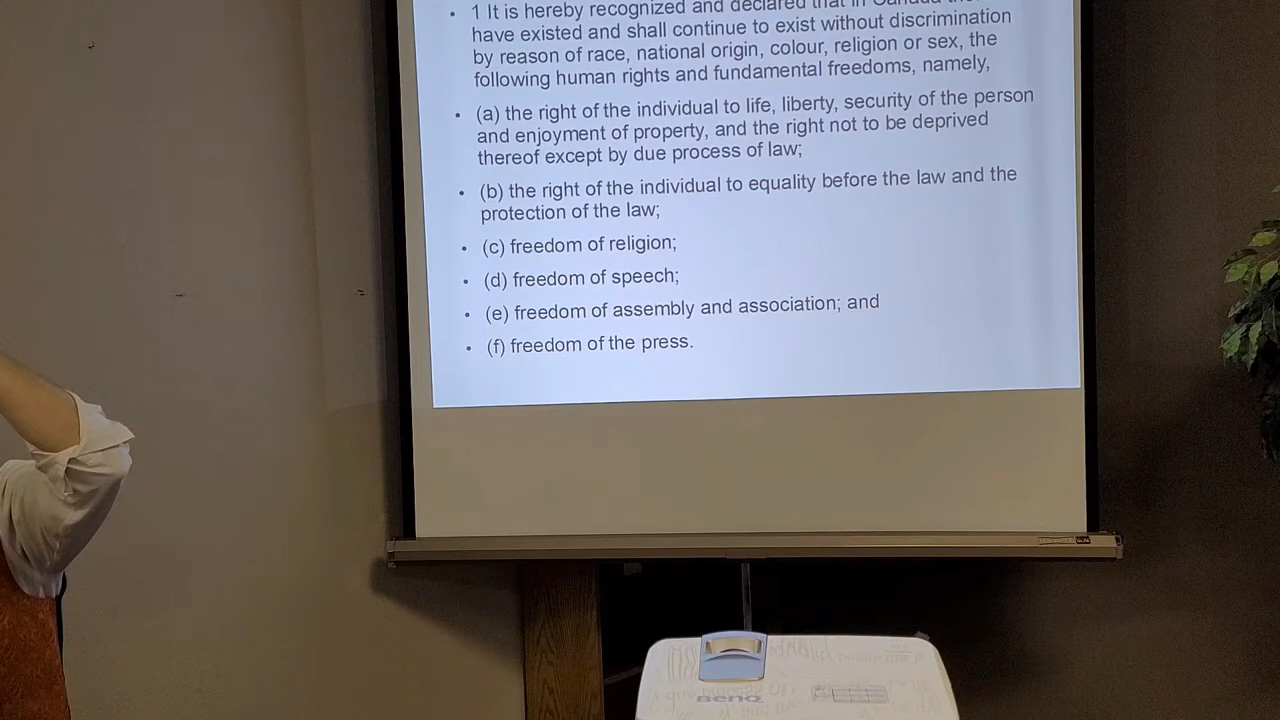 1 It is hereby recognized and declared that in Canada
have existed and shall continue to exist without discrimination
by reason of race, national origin, colour, religion or sex, the
following human rights and fundamental freedoms, namely,
(a) the right of the individual to life, liberty, security of the person
and enjoyment of property, and the right not to be deprived
thereof except by due process of law;
(b) the right of the individual to equality before the law and the
protection of the law;
(c) freedom of religion;
(d) freedom of speech;
(e) freedom of assembly and association; and
(f) freedom of the press.
BenQ